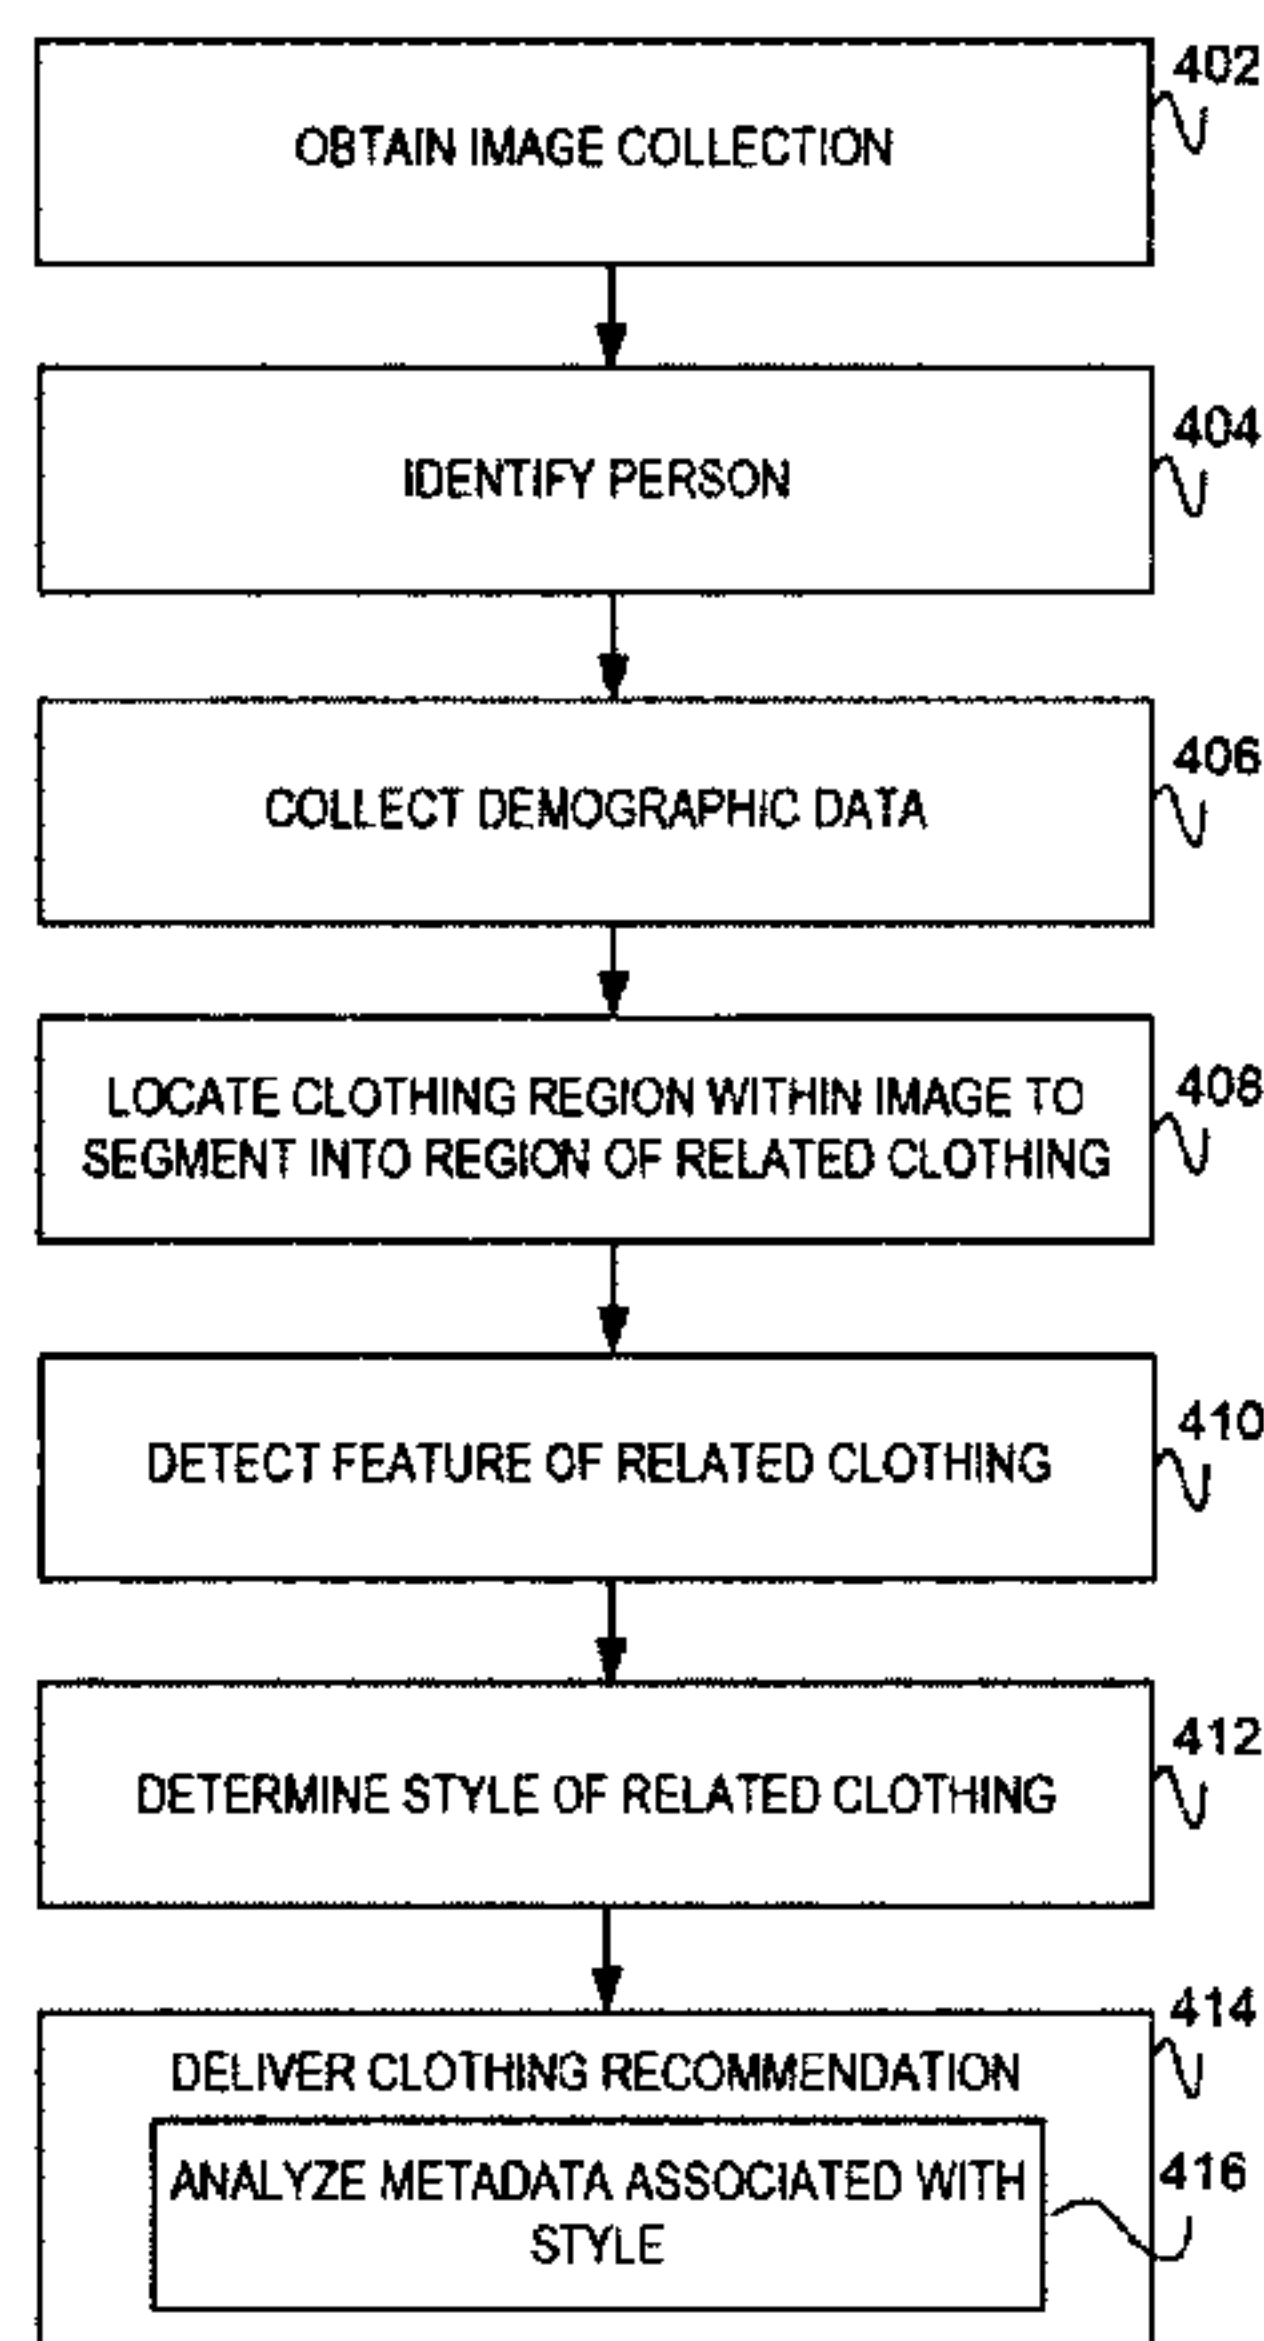 402
OBTAIN IMAGE COLLECTION
404
IDENTIFY PERSON
406
COLLECT DEMOGRAPHIC DATA
408
LOCATE CLOTHING REGION WITHIN IMAGE TO
SEGMENT INTO REGION OF RELATED CLOTHING
410
DETECT FEATURE OF RELATED CLOTHING
412
DETERMINE STYLE OF RELATED CLOTHING
414
DELIVER CLOTHING RECOMMENDATION
416
ANALYZE METADATA ASSOCIATED WITH
STYLE